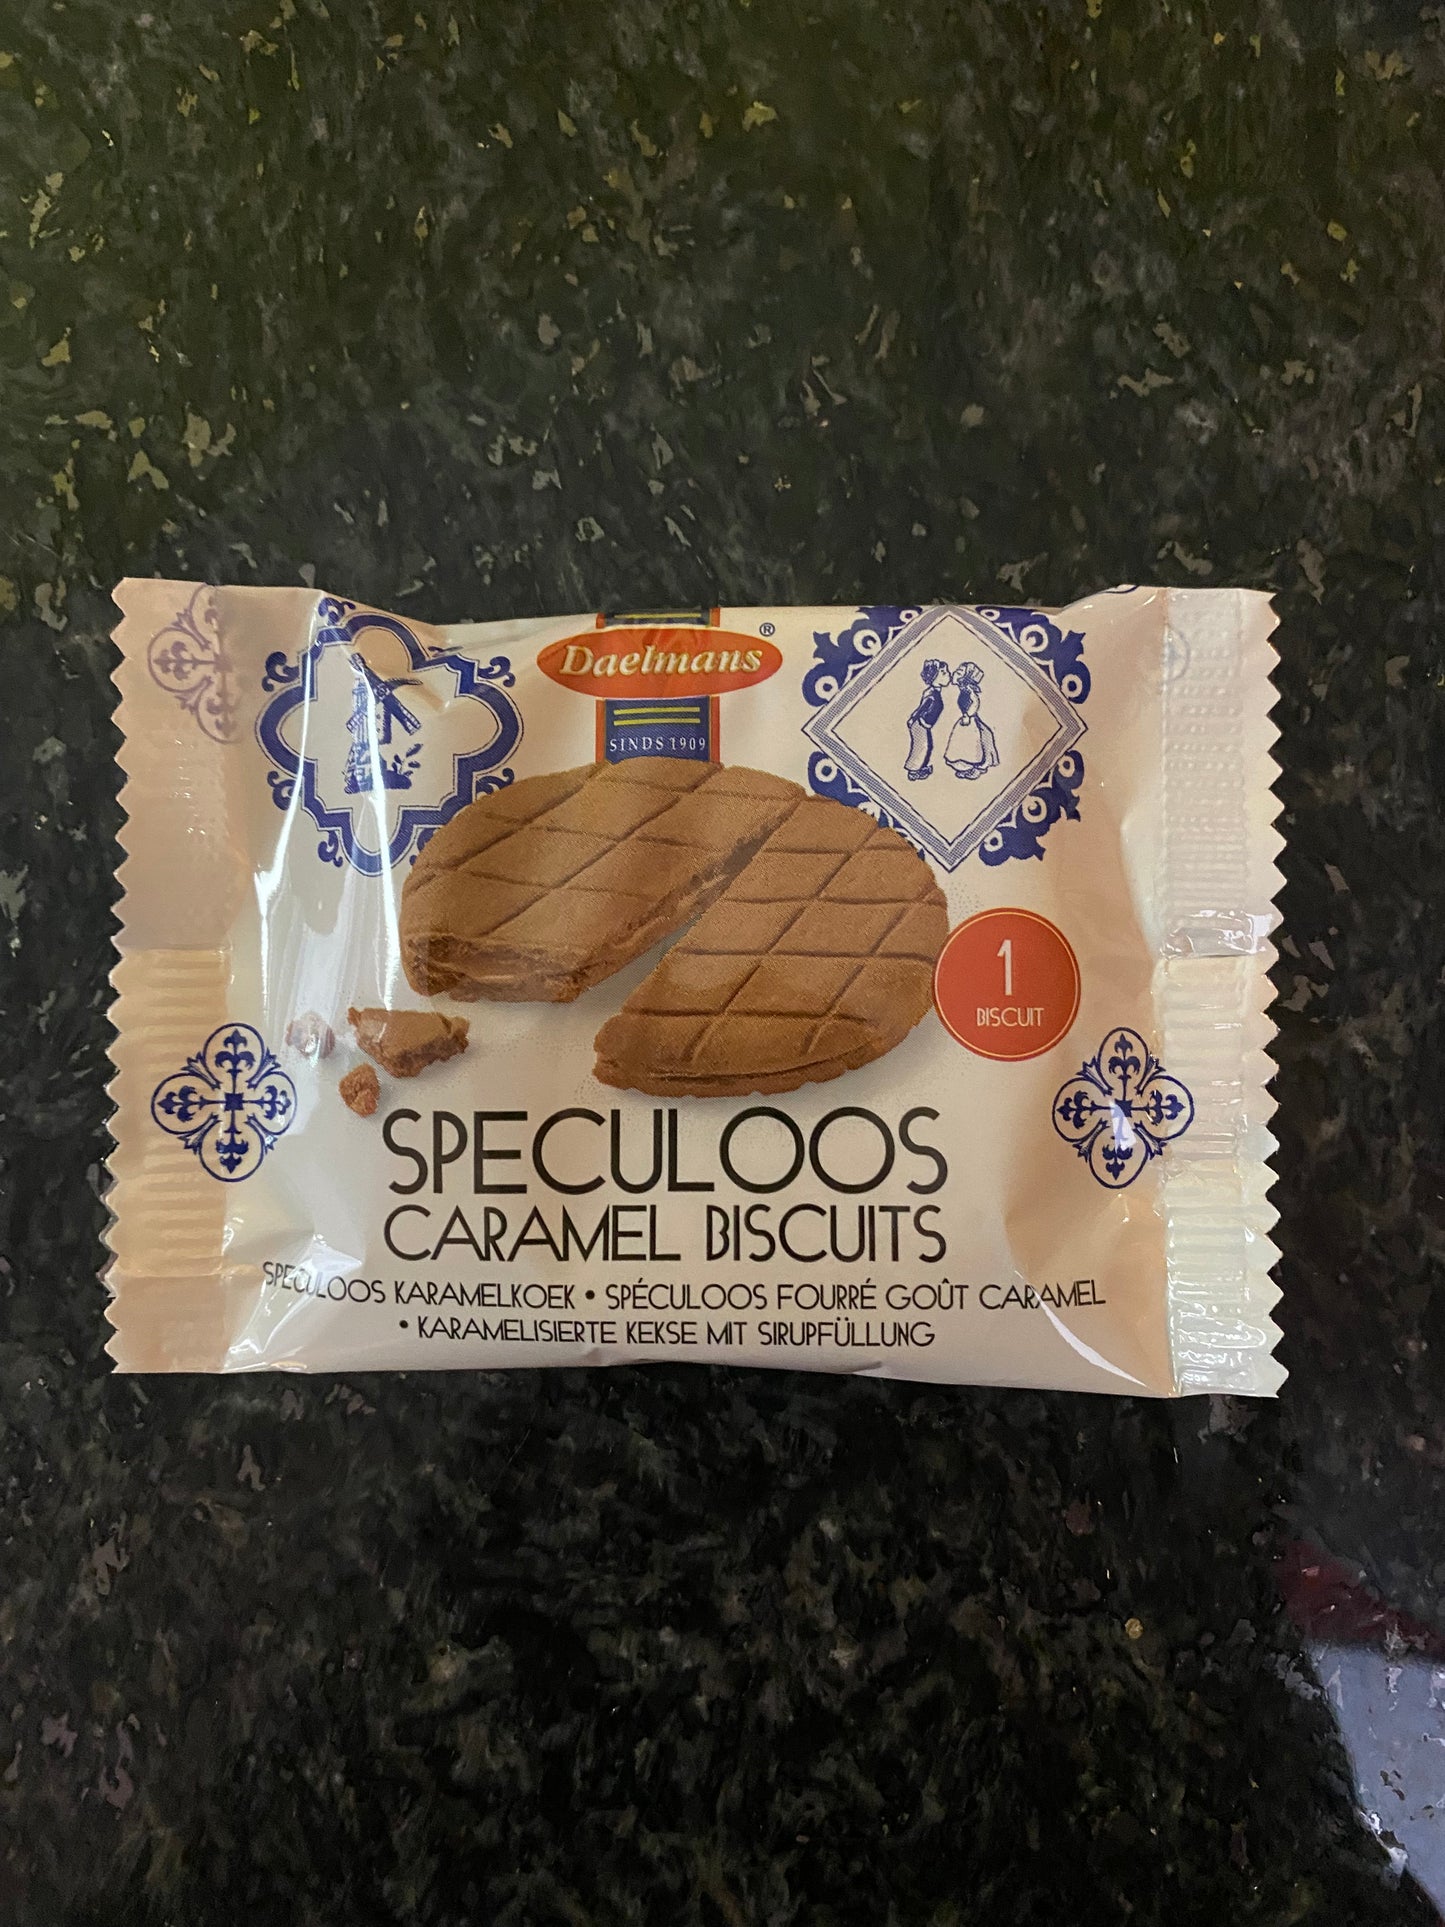 Daelmans®
SINDS 1909
1
BISCUIT
SPECULOOS
CARAMEL BISCUITS
SPECULOOS KARAMELKOEK • SPÉCULOOS FOURRÉ GOÛT CARAMEL
• KARAMELISIERTE KEKSE MIT SIRUPFÜLLUNG